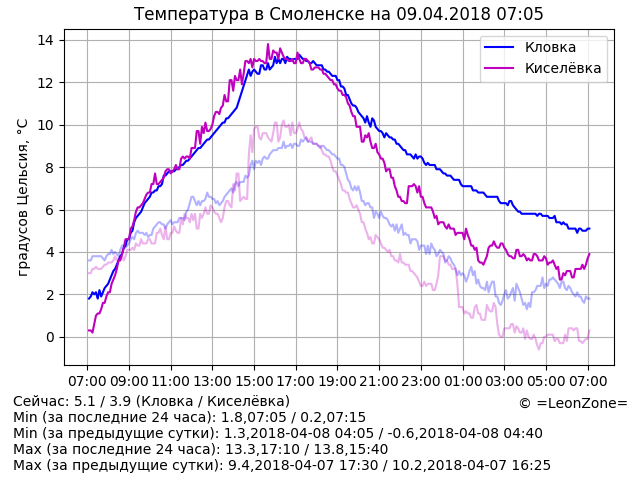 Температура в Смоленске на 09.04.2018 07:05
Кловка
Киселёвка
градусов Цельсия, °C
14
12
10
8
6
4
2
0
07:00 09:00 11:00 13:00 15:00 17:00 19:00 21:00 23:00 01:00 03:00 05:00 07:00
Сейчас: 5.1 / 3.9 (Кловка / Киселёвка)
© =LeonZone=
Min (за последние 24 часа): 1.8,07:05 / 0.2,07:15
Min (за предыдущие сутки): 1.3,2018-04-08 04:05 / -0.6,2018-04-08 04:40
Max (за последние 24 часа): 13.3,17:10 / 13.8,15:40
Max (за предыдущие сутки): 9.4,2018-04-07 17:30 / 10.2,2018-04-07 16:25